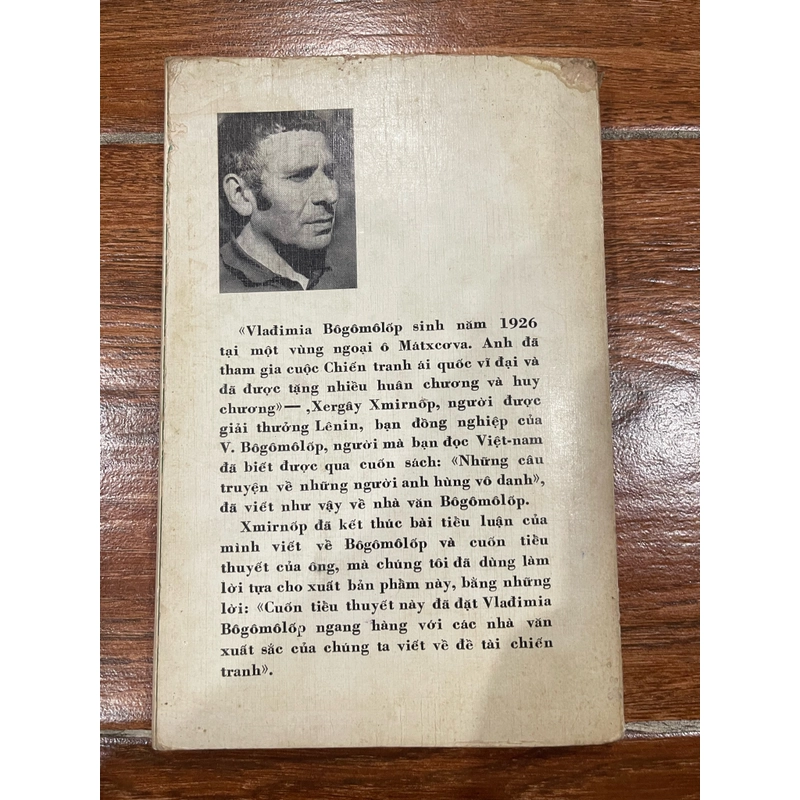 «Vlađimia Bôgômôlốp sinh năm 1926
tại một vùng ngoại ô Mátxcơva. Anh đã
tham gia cuộc Chiến tranh ái quốc vĩ đại và
đã được tặng nhiều huân chương và huy
chương»— ,Xergây Xmirnốp, người được
giải thưởng Lênin, bạn đồng nghiệp của
V. Bôgômôlốp, người mà bạn đọc Việt-nam
đã biết được qua cuốn sách: «Những câu
truyện về những người anh hùng vô danh»,
đã viết như vậy về nhà văn Bôgômôlốp.
Xmirnốp đã kết thúc bài tiểu luận của
mình viết về Bôgômôlốp và cuốn tiểu
thuyết của ông, mà chúng tôi đã dùng làm
lời tựa cho xuất bản phẩm này, bằng những
lời: «Cuốn tiểu thuyết này đã đặt Vlađimia
Bôgômôlốp ngang hàng với các nhà văn
xuất sắc của chúng ta viết về đề tài chiến
tranh».